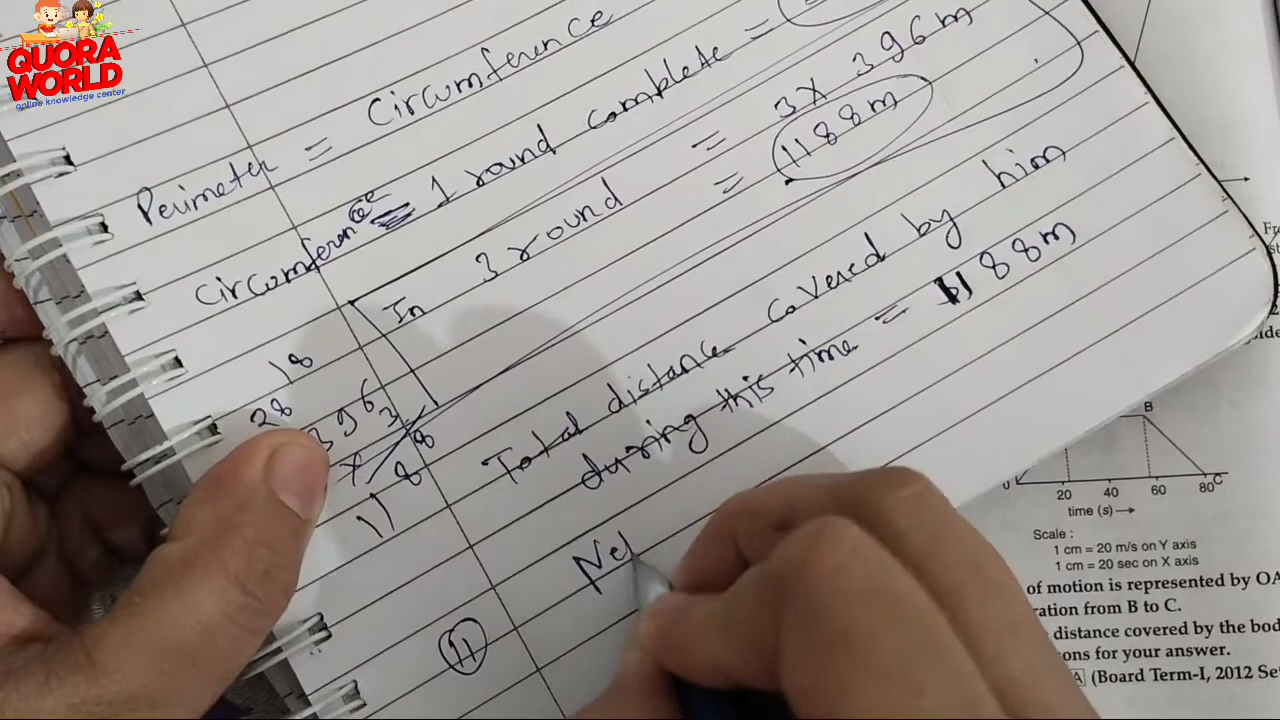 QUORA
WORLD
online knowledge center
Perimeter = Circumference
Circumference = 1 round complete =
In 3 round = 3 x 396 m
= 1188 m
18
28
396
x 3
1188
Total distance covered by him
during this time = 1188 m
(11) Net
B
0 20 40 60 80 C
time (s)→
Scale :
1 cm = 20 m/s on Y axis
1 cm = 20 sec on X axis
of motion is represented by OA
ation from B to C.
distance covered by the bod
ons for your answer.
A (Board Term-I, 2012 Se